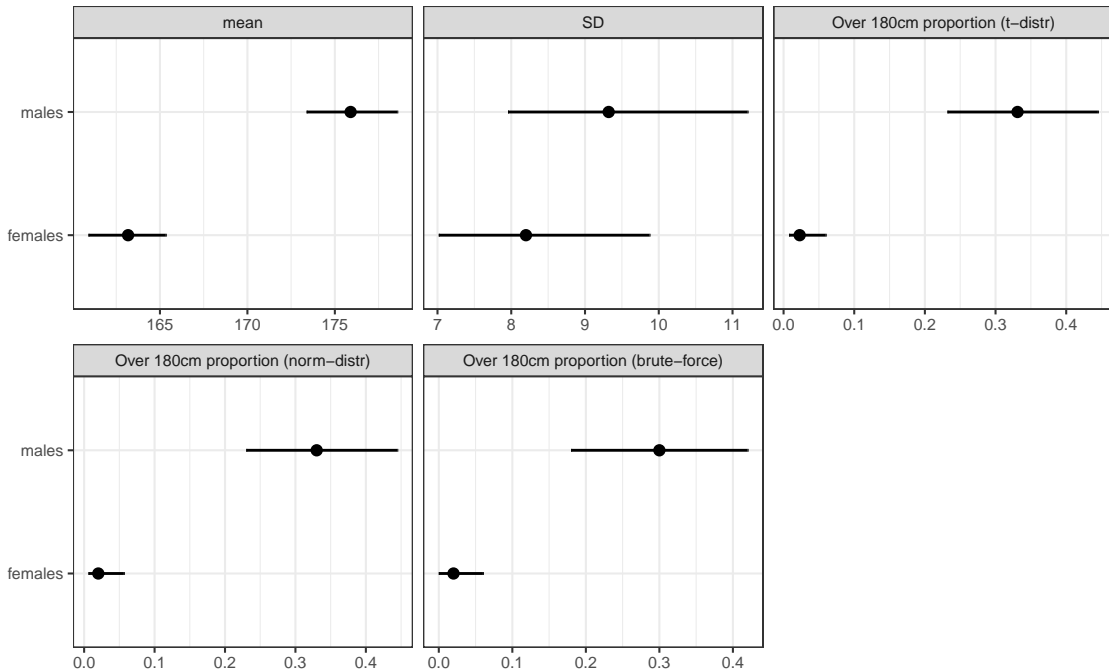 mean
SD
Over 180cm proportion (t−distr)
males
females
165 170 175
7 8 9 10 11
0.0 0.1 0.2 0.3 0.4
Over 180cm proportion (norm−distr)
Over 180cm proportion (brute−force)
males
females
0.0 0.1 0.2 0.3 0.4
0.0 0.1 0.2 0.3 0.4